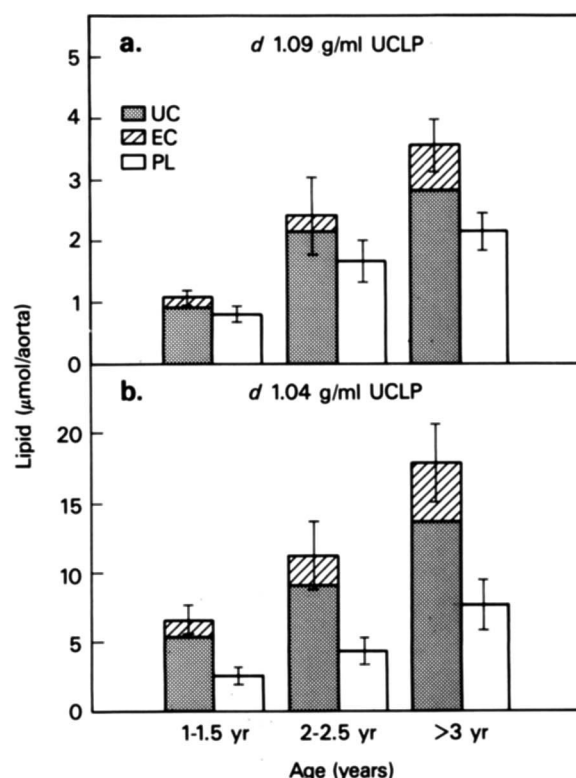 a.
d 1.09 g/ml UCLP
5
4
3
2
1
0
UC
EC
PL
b.
d 1.04 g/ml UCLP
20
15
10
5
0
Lipid (μmol/aorta)
1-1.5 yr 2-2.5 yr >3 yr
Age (years)